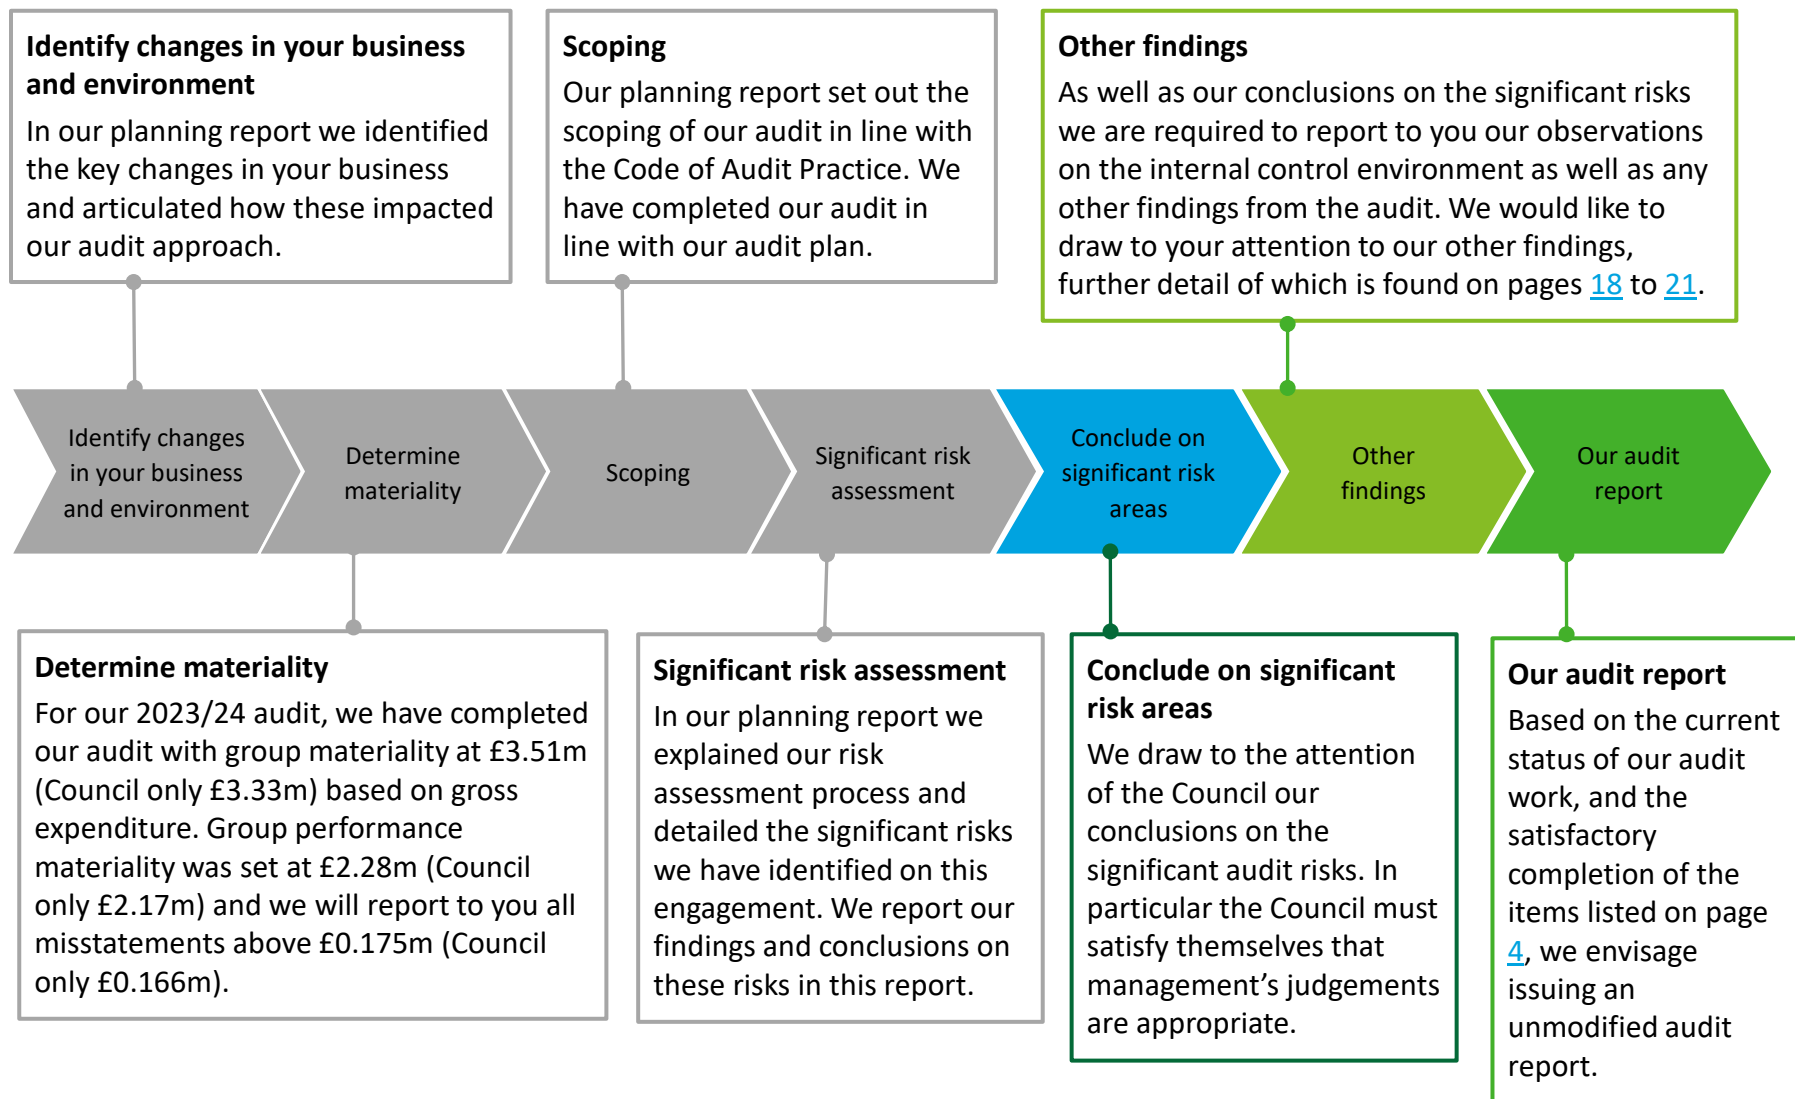 Identify changes in your business
and environment
In our planning report we identified
the key changes in your business
and articulated how these impacted
our audit approach.
Scoping
Our planning report set out the
scoping of our audit in line with
the Code of Audit Practice. We
have completed our audit in
line with our audit plan.
Other findings
As well as our conclusions on the significant risks
we are required to report to you our observations
on the internal control environment as well as any
other findings from the audit. We would like to
draw to your attention to our other findings,
further detail of which is found on pages 18 to 21.
Identify changes
in your business
and environment
Determine
materiality
Scoping
Significant risk
assessment
Conclude on
significant risk
areas
Other
findings
Our audit
report
Determine materiality
For our 2023/24 audit, we have completed
our audit with group materiality at £3.51m
(Council only £3.33m) based on gross
expenditure. Group performance
materiality was set at £2.28m (Council
only £2.17m) and we will report to you all
misstatements above £0.175m (Council
only £0.166m).
Significant risk assessment
In our planning report we
explained our risk
assessment process and
detailed the significant risks
we have identified on this
engagement. We report our
findings and conclusions on
these risks in this report.
Conclude on significant
risk areas
We draw to the attention
of the Council our
conclusions on the
significant audit risks. In
particular the Council must
satisfy themselves that
management’s judgements
are appropriate.
Our audit report
Based on the current
status of our audit
work, and the
satisfactory
completion of the
items listed on page
4, we envisage
issuing an
unmodified audit
report.